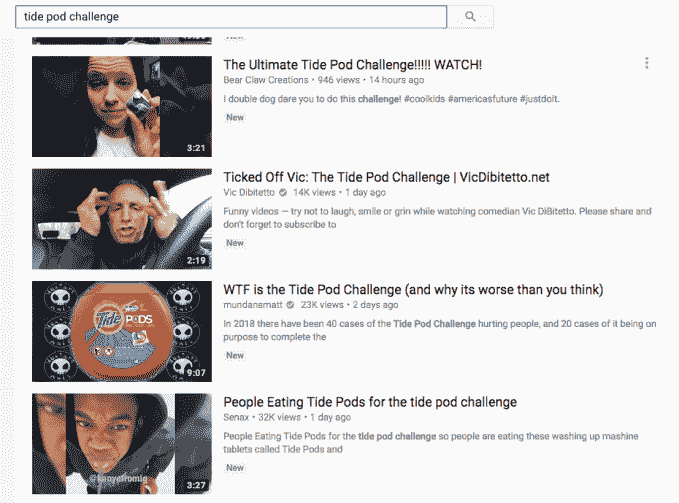 tide pod challenge
The Ultimate Tide Pod Challenge!!!!! WATCH!
Bear Claw Creations • 946 views • 14 hours ago
I double dog dare you to do this challenge! #coolkids #americasfuture #justdoit.
New
3:21
Ticked Off Vic: The Tide Pod Challenge | VicDibitetto.net
Vic Dibitetto 14K views • 1 day ago
Funny videos — try not to laugh, smile or grin while watching comedian Vic DiBitetto. Please share and
don't forget to subscribe to
New
2:19
WTF is the Tide Pod Challenge (and why its worse than you think)
mundanematt 23K views • 2 days ago
In 2018 there have been 40 cases of the Tide Pod Challenge hurting people, and 20 cases of it being on
purpose to complete the
New
Tide
PODS
9:07
People Eating Tide Pods for the tide pod challenge
Senax • 32K views • 1 day ago
People Eating Tide Pods for the tide pod challenge so people are eating these washing up mashine
tablets called Tide Pods and
New
@kanyefromig
3:27